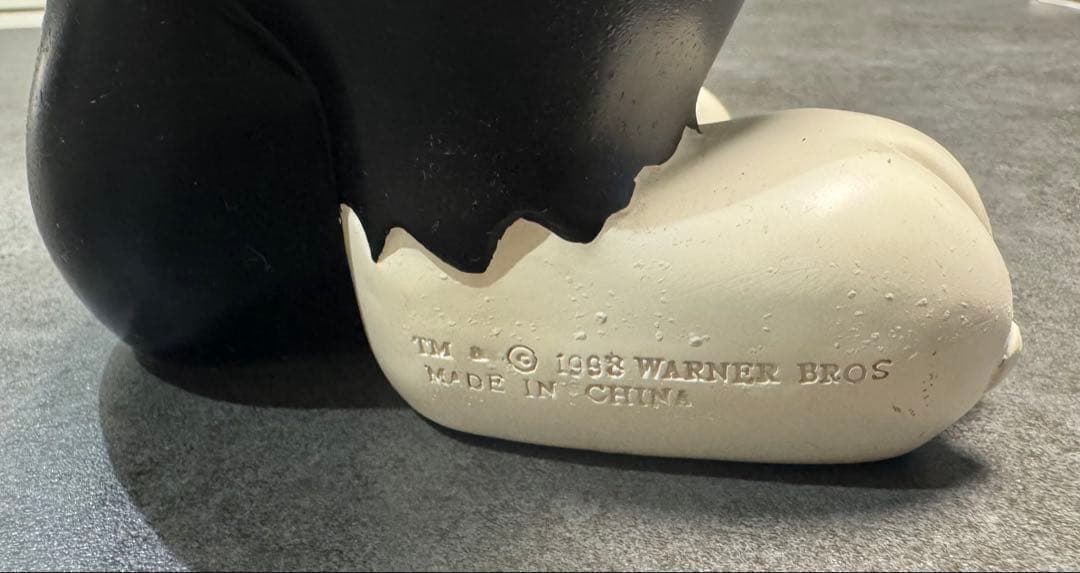 TM & © 1998 WARNER BROS
MADE IN CHINA